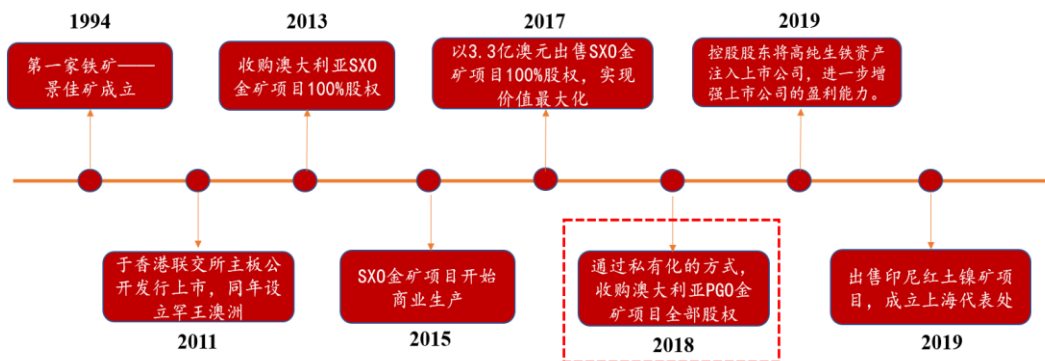 1994
2013
2017
2019
第一家铁矿——
景佳矿成立
收购澳大利亚SXO
金矿项目100%股权
以3.3亿澳元出售SXO金
矿项目100%股权，实现
价值最大化
控股股东将高纯生铁资产
注入上市公司，进一步增
强上市公司的盈利能力。
于香港联交所主板公
开发行上市，同年设
立罕王澳洲
SXO金矿项目开始
商业生产
通过私有化的方式，
收购澳大利亚PGO金
矿项目全部股权
出售印尼红土镍矿项
目，成立上海代表处
2011
2015
2018
2019